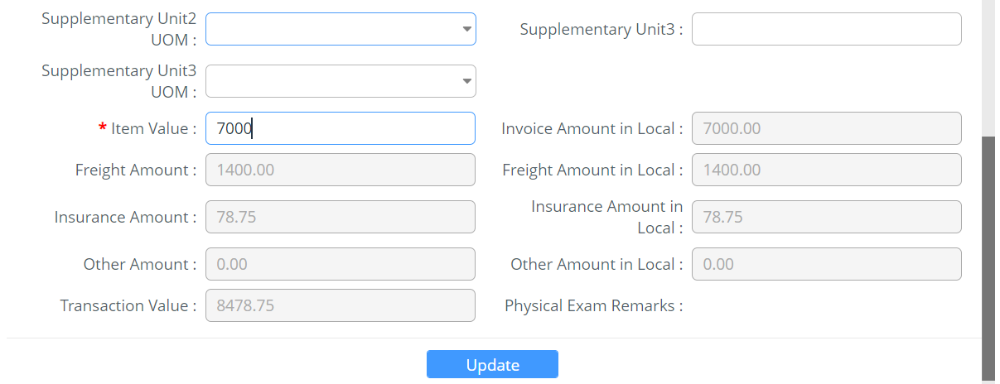 Supplementary Unit2
UOM :
Supplementary Unit3 :
Supplementary Unit3
UOM :
* Item Value : 7000
Invoice Amount in Local : 7000.00
Freight Amount : 1400.00
Freight Amount in Local : 1400.00
Insurance Amount : 78.75
Insurance Amount in
Local : 78.75
Other Amount : 0.00
Other Amount in Local : 0.00
Transaction Value : 8478.75
Physical Exam Remarks :
Update